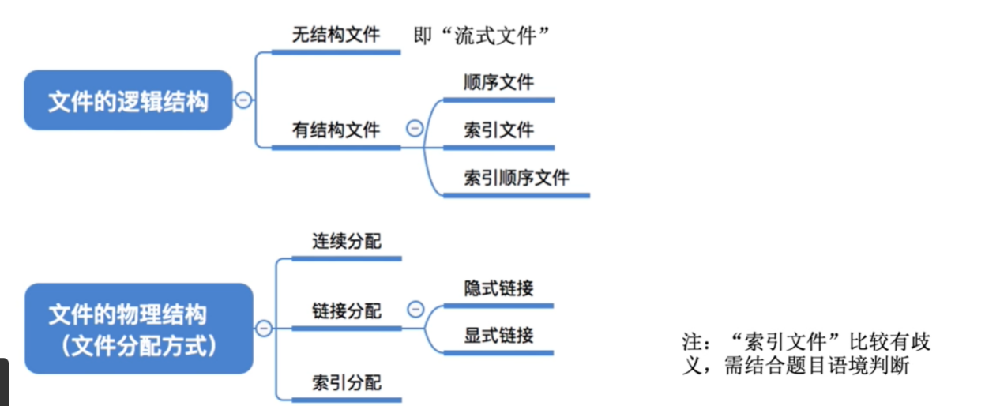 无结构文件 即“流式文件”
文件的逻辑结构
顺序文件
有结构文件
索引文件
索引顺序文件
连续分配
文件的物理结构
（文件分配方式）
链接分配
隐式链接
显式链接
索引分配
注：“索引文件”比较有歧
义，需结合题目语境判断